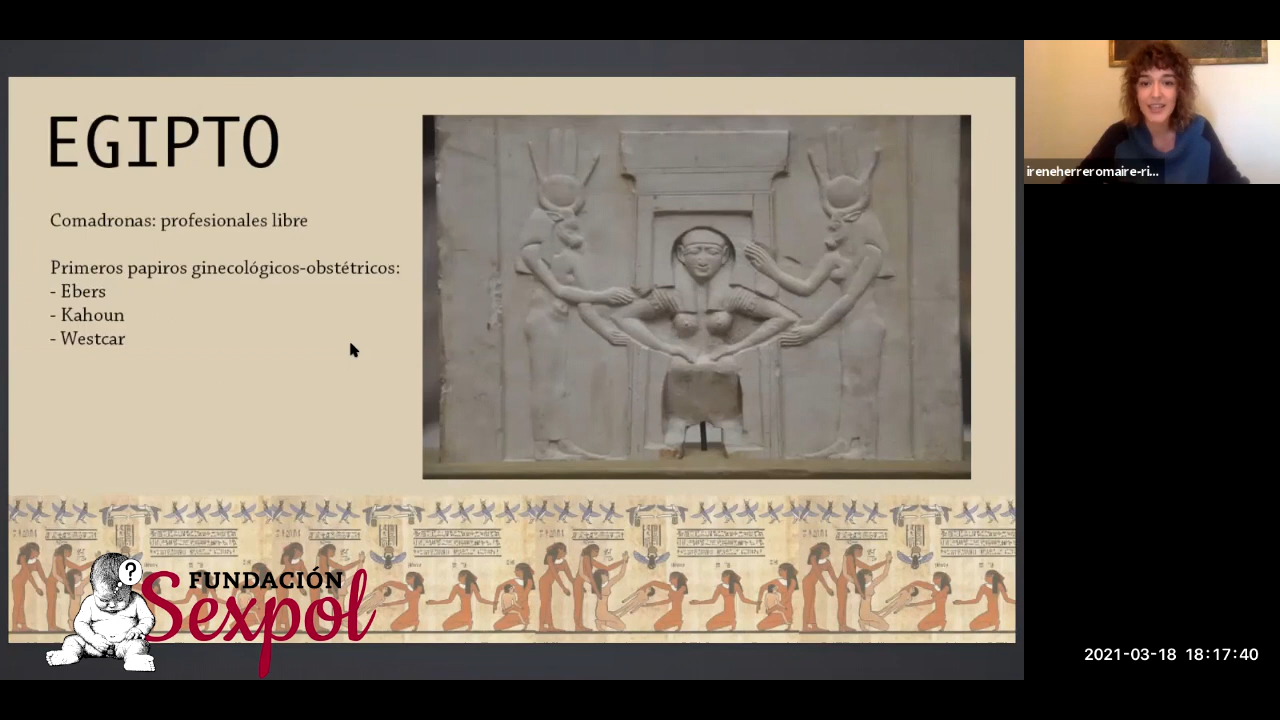 EGIPTO
Comadronas: profesionales libre
Primeros papiros ginecológicos-obstétricos:
- Ebers
- Kahoun
- Westcar
FUNDACIÓN
Sexpol
?
ireneherreromaire-ri...
2021-03-18 18:17:40